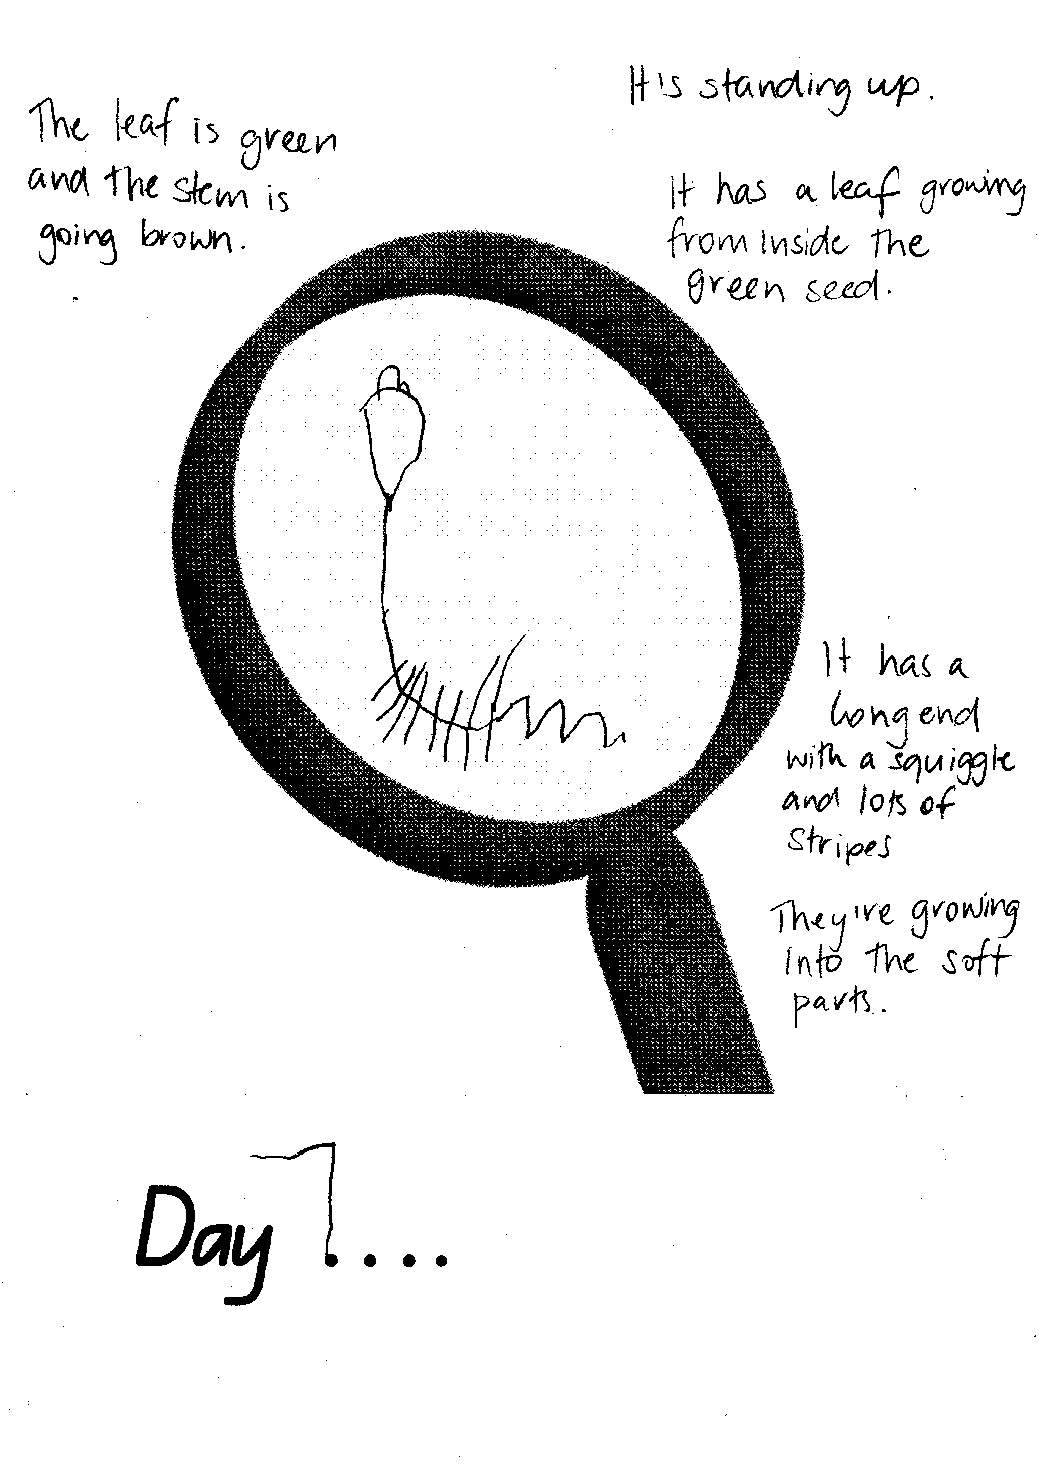 The leaf is green
and the stem is
going brown.
It's standing up.
It has a leaf growing
from inside the
green seed.
It has a
long end
with a squiggle
and lots of
stripes
They're growing
into the soft
parts.
Day 7....